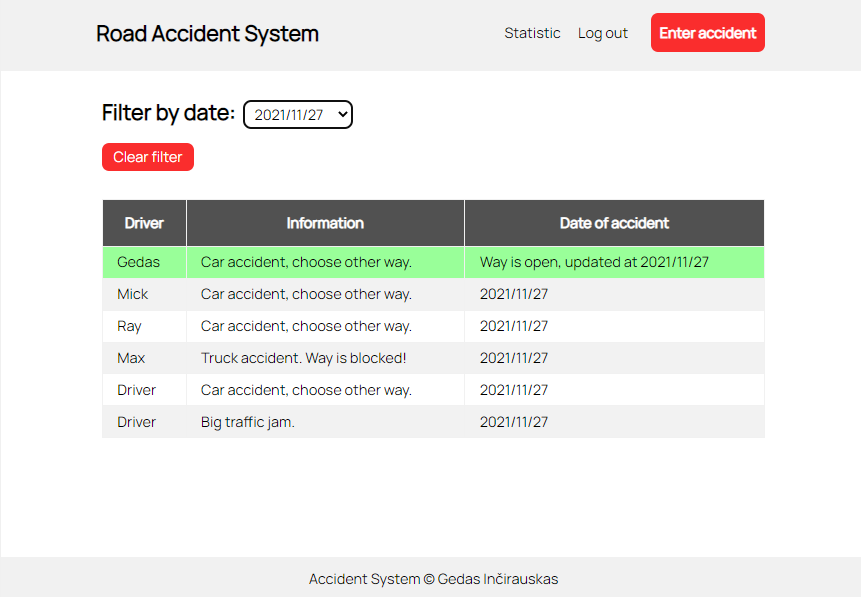 Road Accident System Statistic Log out Enter accident
Filter by date: 2021/11/27
Clear filter
Driver Information Date of accident
Gedas Car accident, choose other way. Way is open, updated at 2021/11/27
Mick Car accident, choose other way. 2021/11/27
Ray Car accident, choose other way. 2021/11/27
Max Truck accident. Way is blocked! 2021/11/27
Driver Car accident, choose other way. 2021/11/27
Driver Big traffic jam. 2021/11/27
Accident System © Gedas Inčirauskas